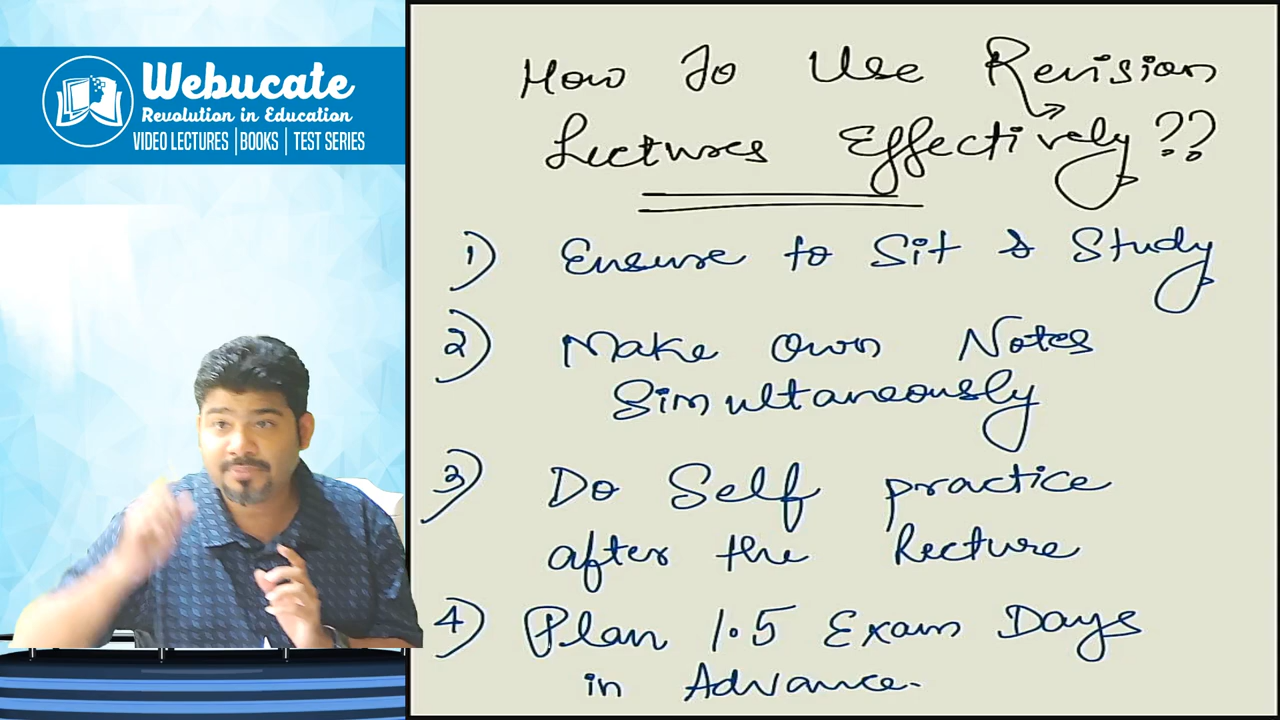 Webucate
Revolution in Education
VIDEO LECTURES | BOOKS | TEST SERIES
How To Use Revision
Lectures Effectively ??
1) Ensure to Sit & Study
2) Make Own Notes
Simultaneously
3) Do Self practice
after the Lecture
4) Plan 1.5 Exam Days
in Advance.